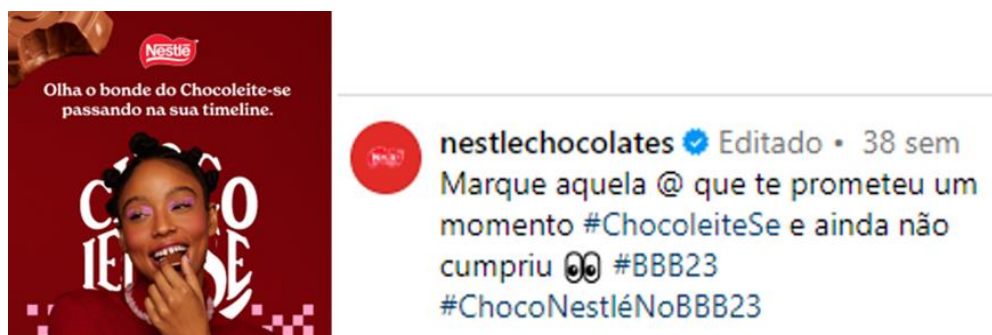 Nestlé
Olha o bonde do Chocoleite-se
passando na sua timeline.
nestlechocolates Editado • 38 sem
Marque aquela @ que te prometeu um
momento #ChocoleiteSe e ainda não
cumpriu 👀 #BBB23
#ChocoNestléNoBBB23